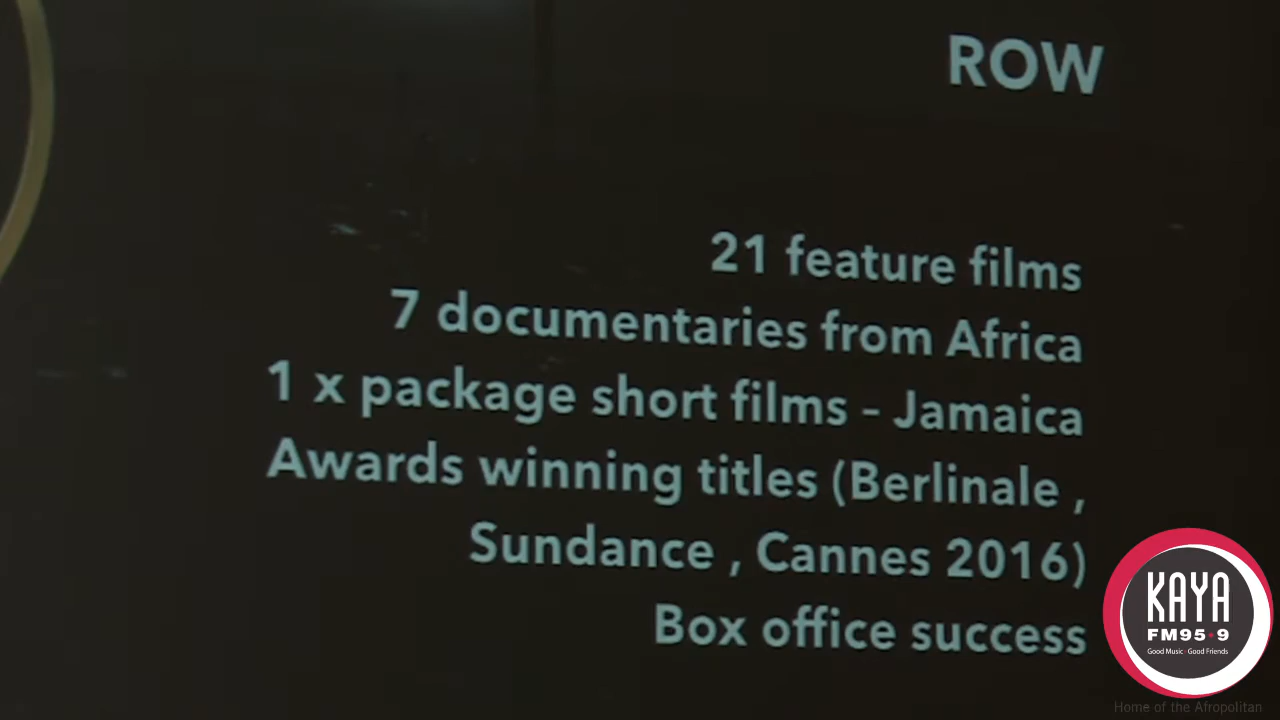 ROW
21 feature films
7 documentaries from Africa
1 x package short films - Jamaica
Awards winning titles (Berlinale ,
Sundance , Cannes 2016)
Box office success
KAYA
FM95•9
Good Music•Good Friends
Home of the Afropolitan